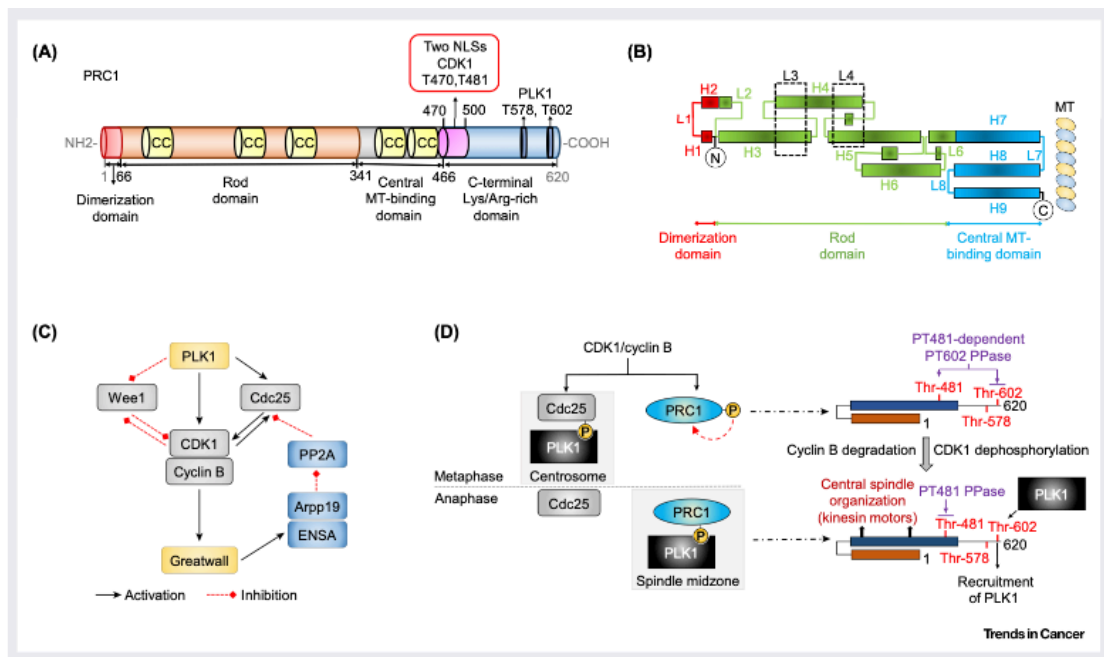 (A)
PRC1
Two NLSs
CDK1
T470,T481
PLK1
470 500 T578, T602
NH2-
CC
CC
CC
CC
CC
-COOH
1 66
341
466
620
Dimerization
domain
Rod
domain
Central
MT-binding
domain
C-terminal
Lys/Arg-rich
domain
(B)
L3
H4
L4
H2
L2
L1
H1
N
H3
H5
H6
L6
H7
H8
L7
L8
H9
C
MT
Dimerization
domain
Rod
domain
Central MT-
binding domain
(C)
PLK1
Wee1
Cdc25
CDK1
Cyclin B
PP2A
Arpp19
ENSA
Greatwall
Activation
Inhibition
(D)
CDK1/cyclin B
Cdc25
P
PLK1
Centrosome
PRC1
P
Metaphase
Anaphase
Cdc25
PRC1
P
PLK1
Spindle midzone
PT481-dependent
PT602 PPase
Thr-481
Thr-602
620
1
Thr-578
Cyclin B degradation
CDK1 dephosphorylation
Central spindle
organization
(kinesin motors)
PT481 PPase
PLK1
Thr-481
Thr-602
620
1
Thr-578
Recruitment
of PLK1
Trends in Cancer